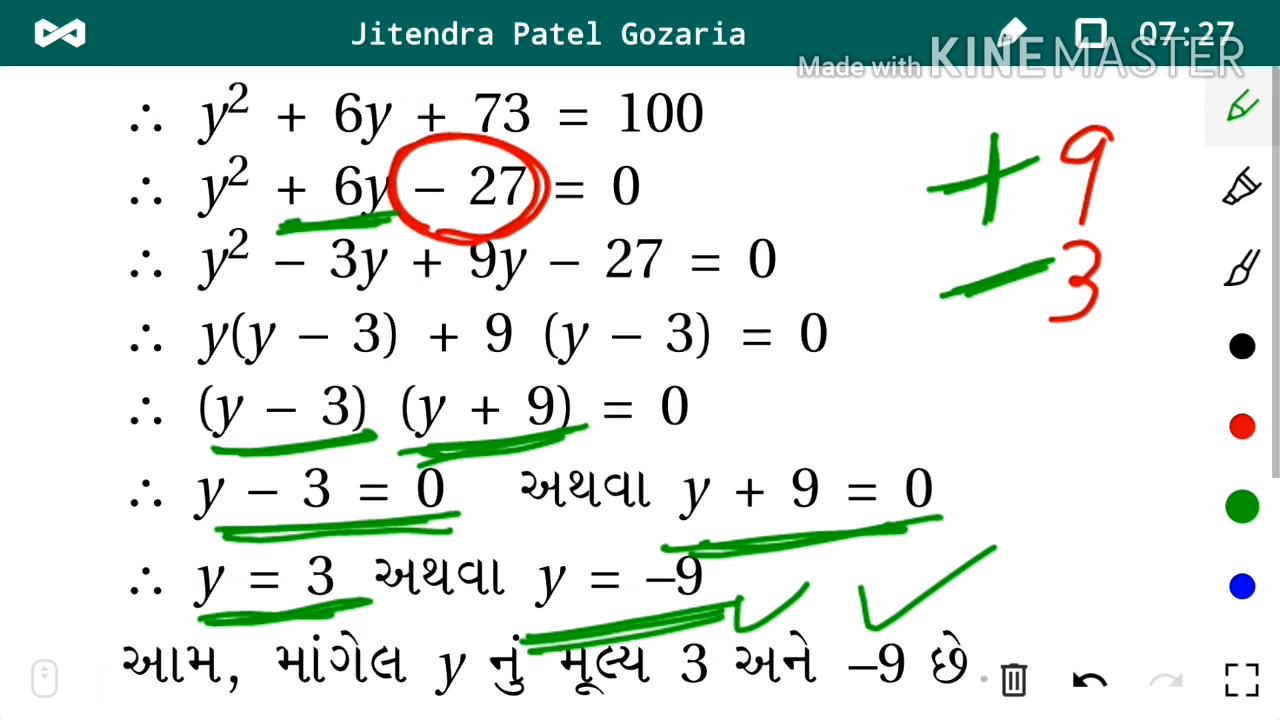 Jitendra Patel Gozaria 07:27
Made with KINEMASTER
∴ y² + 6y + 73 = 100
∴ y² + 6y – 27 = 0
∴ y² – 3y + 9y – 27 = 0
∴ y(y – 3) + 9 (y – 3) = 0
∴ (y – 3) (y + 9) = 0
∴ y – 3 = 0 અથવા y + 9 = 0
∴ y = 3 અથવા y = –9
આમ, માંગેલ y નું મૂલ્ય 3 અને –9 છે.
+ 9
– 3